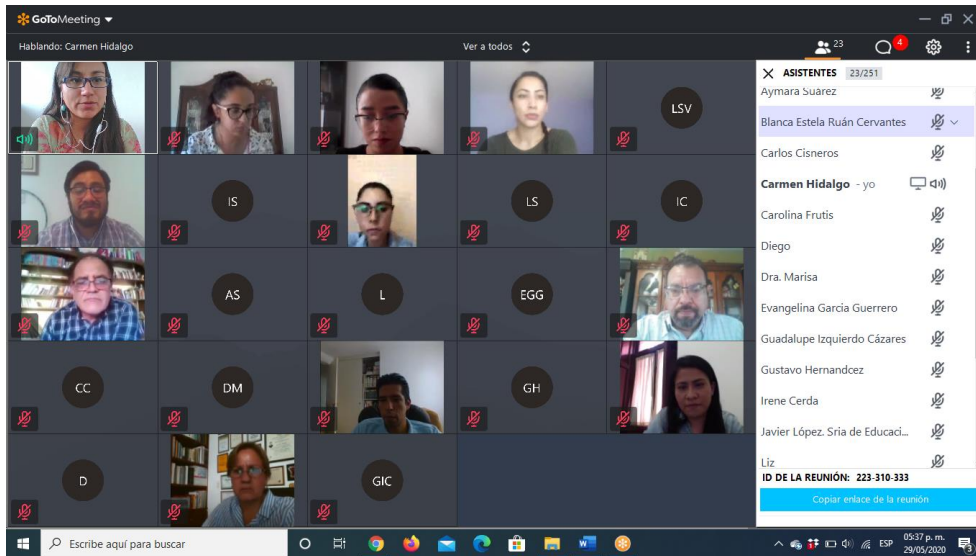 GoToMeeting
Hablando: Carmen Hidalgo
Ver a todos
23
4
ASISTENTES 23/251
Aymara Suárez
Blanca Estela Ruán Cervantes
Carlos Cisneros
Carmen Hidalgo - yo
Carolina Frutis
Diego
Dra. Marisa
Evangelina Garcia Guerrero
Guadalupe Izquierdo Cázares
Gustavo Hernandcez
Irene Cerda
Javier López. Sria de Educaci...
Liz
ID DE LA REUNIÓN: 223-310-333
Copiar enlace de la reunión
LSV
IS
LS
IC
AS
L
EGG
CC
DM
GH
D
GIC
Escribe aquí para buscar
ESP
05:37 p. m.
29/05/2020
3